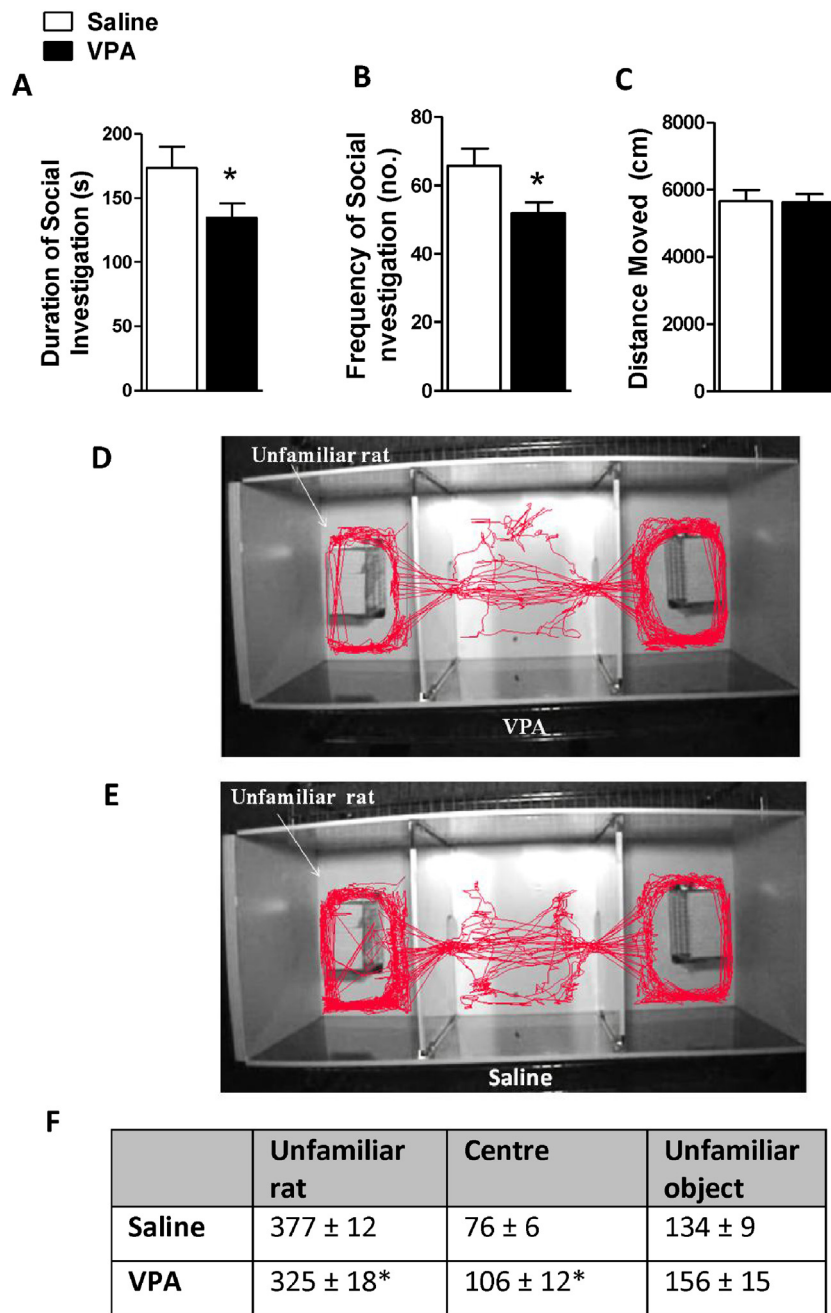 Saline
VPA
A
B
C
Duration of Social
Investigation (s)
200
150
100
50
0
*
Frequency of Social
nvestigation (no.)
80
60
40
20
0
*
Distance Moved (cm)
8000
6000
4000
2000
0
D
Unfamiliar rat
VPA
E
Unfamiliar rat
Saline
F
Unfamiliar rat Centre Unfamiliar object
Saline 377 ± 12 76 ± 6 134 ± 9
VPA 325 ± 18* 106 ± 12* 156 ± 15